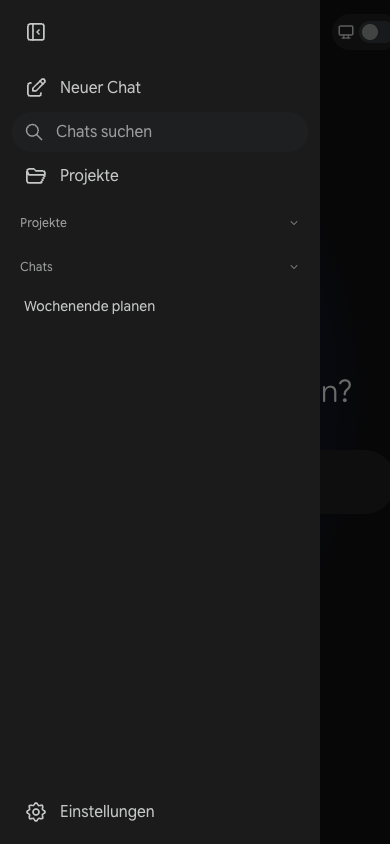 Neuer Chat
Chats suchen
Projekte
Projekte
Chats
Wochenende planen
n?
Einstellungen